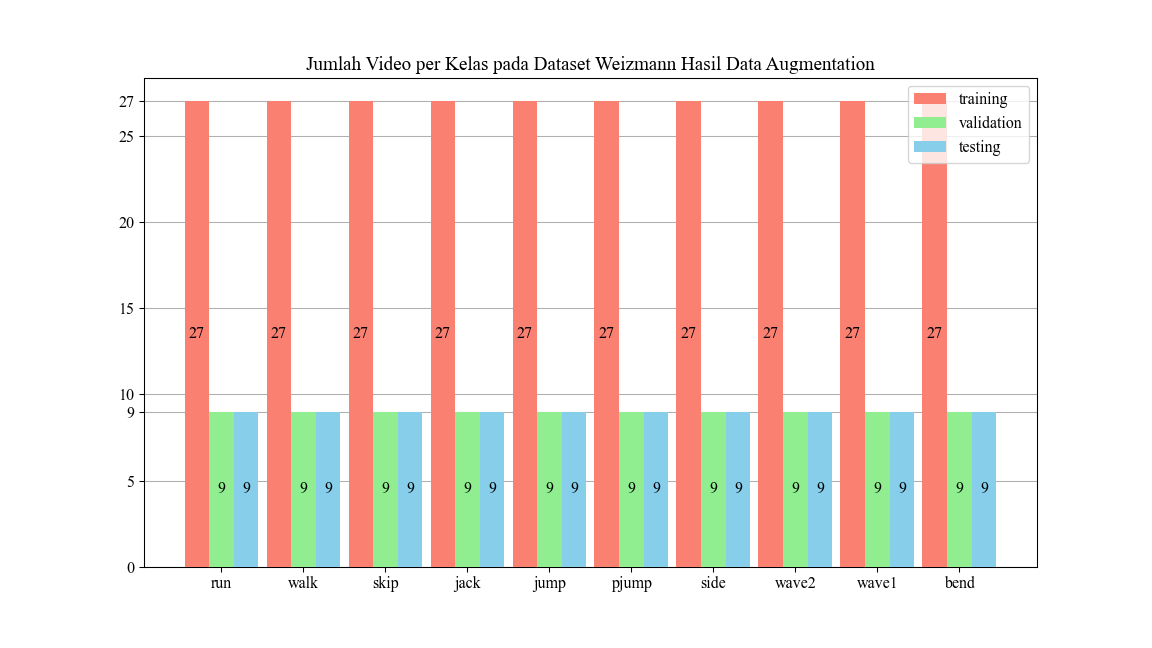 Jumlah Video per Kelas pada Dataset Weizmann Hasil Data Augmentation
training
validation
testing
27
25
20
15
10
9
5
0
27 27 27 27 27 27 27 27 27 27
9 9 9 9 9 9 9 9 9 9 9 9 9 9 9 9 9 9 9 9
run walk skip jack jump pjump side wave2 wave1 bend